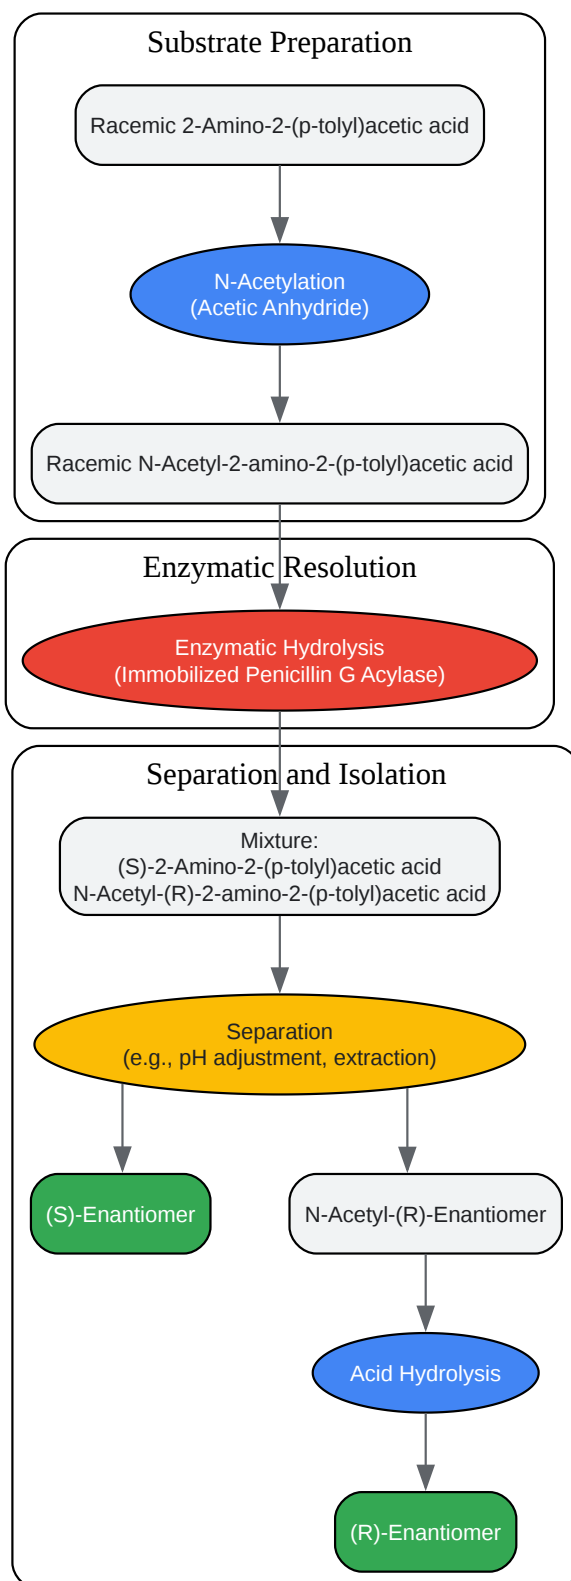 Substrate Preparation
Racemic 2-Amino-2-(p-tolyl)acetic acid
N-Acetylation
(Acetic Anhydride)
Racemic N-Acetyl-2-amino-2-(p-tolyl)acetic acid
Enzymatic Resolution
Enzymatic Hydrolysis
(Immobilized Penicillin G Acylase)
Separation and Isolation
Mixture:
(S)-2-Amino-2-(p-tolyl)acetic acid
N-Acetyl-(R)-2-amino-2-(p-tolyl)acetic acid
Separation
(e.g., pH adjustment, extraction)
(S)-Enantiomer
N-Acetyl-(R)-Enantiomer
Acid Hydrolysis
(R)-Enantiomer